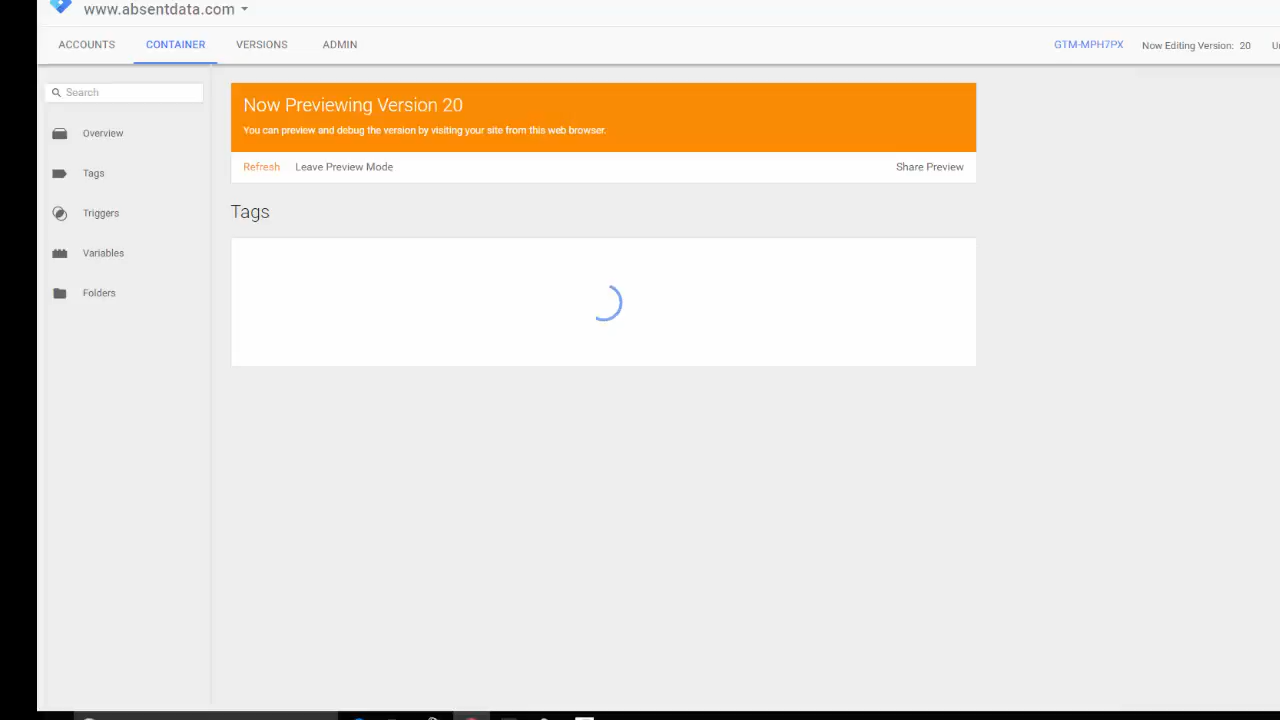 www.absentdata.com
ACCOUNTS CONTAINER VERSIONS ADMIN GTM-MPH7PX Now Editing Version: 20
Search
Now Previewing Version 20
You can preview and debug the version by visiting your site from this web browser.
Overview
Refresh Leave Preview Mode Share Preview
Tags
Tags
Triggers
Variables
Folders